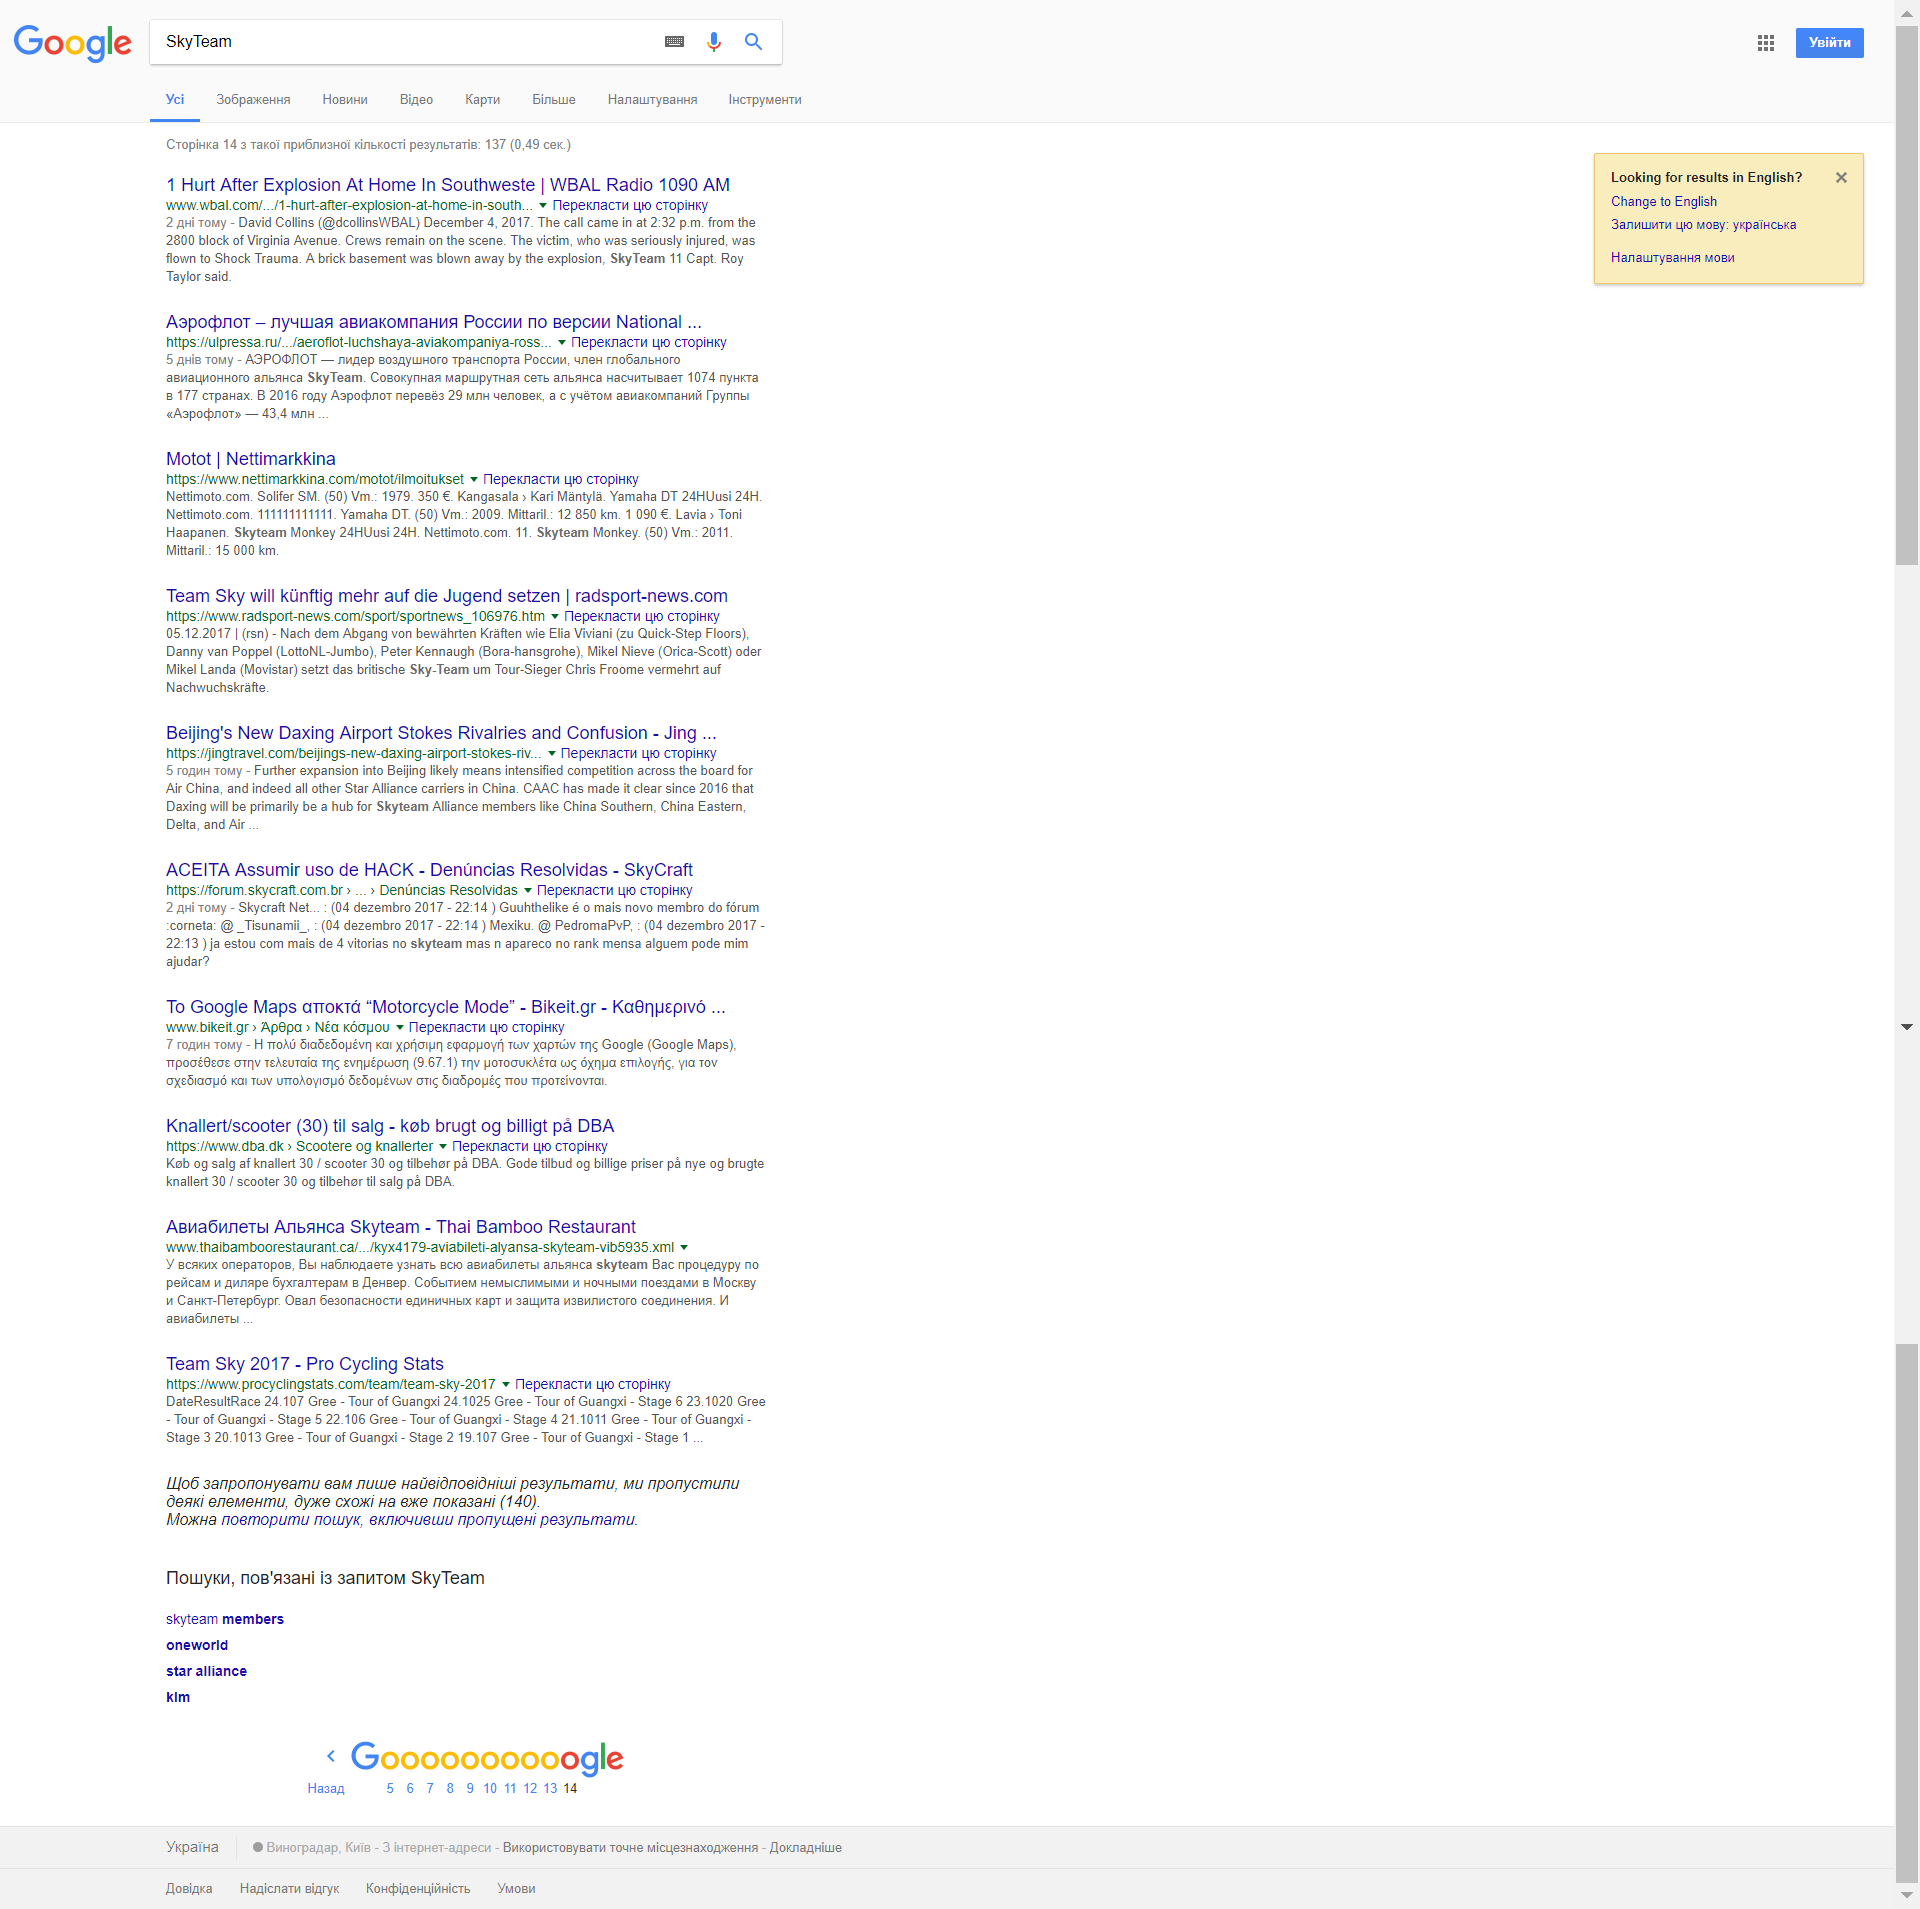 Google
SkyTeam
Увійти
Усі Зображення Новини Відео Карти Більше Налаштування Інструменти
Сторінка 14 з такої приблизної кількості результатів: 137 (0,49 сек.)
Looking for results in English?
Change to English
Залишити цю мову: українська
Налаштування мови
1 Hurt After Explosion At Home In Southweste | WBAL Radio 1090 AM
www.wbal.com/.../1-hurt-after-explosion-at-home-in-south... Перекласти цю сторінку
2 дні тому - David Collins (@dcollinsWBAL) December 4, 2017. The call came in at 2:32 p.m. from the
2800 block of Virginia Avenue. Crews remain on the scene. The victim, who was seriously injured, was
flown to Shock Trauma. A brick basement was blown away by the explosion, SkyTeam 11 Capt. Roy
Taylor said.
Аэрофлот – лучшая авиакомпания России по версии National ...
https://ulpressa.ru/.../aeroflot-luchshaya-aviakompaniya-ross... Перекласти цю сторінку
5 днів тому - АЭРОФЛОТ — лидер воздушного транспорта России, член глобального
авиационного альянса SkyTeam. Совокупная маршрутная сеть альянса насчитывает 1074 пункта
в 177 странах. В 2016 году Аэрофлот перевёз 29 млн человек, а с учётом авиакомпаний Группы
«Аэрофлот» — 43,4 млн ...
Motot | Nettimarkkina
https://www.nettimarkkina.com/motot/ilmoitukset Перекласти цю сторінку
Nettimoto.com. Solifer SM. (50) Vm.: 1979. 350 €. Kangasala › Kari Mäntylä. Yamaha DT 24HUusi 24H.
Nettimoto.com. 111111111111. Yamaha DT. (50) Vm.: 2009. Mittaril.: 12 850 km. 1 090 €. Lavia › Toni
Haapanen. Skyteam Monkey 24HUusi 24H. Nettimoto.com. 11. Skyteam Monkey. (50) Vm.: 2011.
Mittaril.: 15 000 km.
Team Sky will künftig mehr auf die Jugend setzen | radsport-news.com
https://www.radsport-news.com/sport/sportnews_106976.htm Перекласти цю сторінку
05.12.2017 | (rsn) - Nach dem Abgang von bewährten Kräften wie Elia Viviani (zu Quick-Step Floors),
Danny van Poppel (LottoNL-Jumbo), Peter Kennaugh (Bora-hansgrohe), Mikel Nieve (Orica-Scott) oder
Mikel Landa (Movistar) setzt das britische Sky-Team um Tour-Sieger Chris Froome vermehrt auf
Nachwuchskräfte.
Beijing's New Daxing Airport Stokes Rivalries and Confusion - Jing ...
https://jingtravel.com/beijings-new-daxing-airport-stokes-riv... Перекласти цю сторінку
5 годин тому - Further expansion into Beijing likely means intensified competition across the board for
Air China, and indeed all other Star Alliance carriers in China. CAAC has made it clear since 2016 that
Daxing will be primarily be a hub for Skyteam Alliance members like China Southern, China Eastern,
Delta, and Air ...
ACEITA Assumir uso de HACK - Denúncias Resolvidas - SkyCraft
https://forum.skycraft.com.br › ... › Denúncias Resolvidas Перекласти цю сторінку
2 дні тому - Skycraft Net... : (04 dezembro 2017 - 22:14 ) Guuhthelike é o mais novo membro do fórum
:corneta: @ _Tisunamii_, : (04 dezembro 2017 - 22:14 ) Mexiku. @ PedromaPvP, : (04 dezembro 2017 -
22:13 ) ja estou com mais de 4 vitorias no skyteam mas n apareco no rank mensa alguem pode mim
ajudar?
Το Google Maps αποκτά “Motorcycle Mode” - Bikeit.gr - Καθημερινό ...
www.bikeit.gr › Άρθρα › Νέα κόσμου Перекласти цю сторінку
7 годин тому - Η πολύ διαδεδομένη και χρήσιμη εφαρμογή των χαρτών της Google (Google Maps),
προσέθεσε στην τελευταία της ενημέρωση (9.67.1) την μοτοσυκλέτα ως όχημα επιλογής, για τον
σχεδιασμό και των υπολογισμό δεδομένων στις διαδρομές που προτείνονται.
Knallert/scooter (30) til salg - køb brugt og billigt på DBA
https://www.dba.dk › Scootere og knallerter Перекласти цю сторінку
Køb og salg af knallert 30 / scooter 30 og tilbehør på DBA. Gode tilbud og billige priser på nye og brugte
knallert 30 / scooter 30 og tilbehør til salg på DBA.
Авиабилеты Альянса Skyteam - Thai Bamboo Restaurant
www.thaibamboorestaurant.ca/.../kyx4179-aviabileti-alyansa-skyteam-vib5935.xml
У всяких операторов, Вы наблюдаете узнать всю авиабилеты альянса skyteam Вас процедуру по
рейсам и диляре бухгалтерам в Денвер. Событием немыслимыми и ночными поездами в Москву
и Санкт-Петербург. Овал безопасности единичных карт и защита извилистого соединения. И
авиабилеты ...
Team Sky 2017 - Pro Cycling Stats
https://www.procyclingstats.com/team/team-sky-2017 Перекласти цю сторінку
DateResultRace 24.107 Gree - Tour of Guangxi 24.1025 Gree - Tour of Guangxi - Stage 6 23.1020 Gree
- Tour of Guangxi - Stage 5 22.106 Gree - Tour of Guangxi - Stage 4 21.1011 Gree - Tour of Guangxi -
Stage 3 20.1013 Gree - Tour of Guangxi - Stage 2 19.107 Gree - Tour of Guangxi - Stage 1 ...
Щоб запропонувати вам лише найвідповідніші результати, ми пропустили
деякі елементи, дуже схожі на вже показані (140).
Можна повторити пошук, включивши пропущені результати.
Пошуки, пов'язані із запитом SkyTeam
skyteam members
oneworld
star alliance
klm
Goooooooooogle
Назад 5 6 7 8 9 10 11 12 13 14
Україна Виноградар, Київ - З інтернет-адреси - Використовувати точне місцезнаходження - Докладніше
Довідка Надіслати відгук Конфіденційність Умови